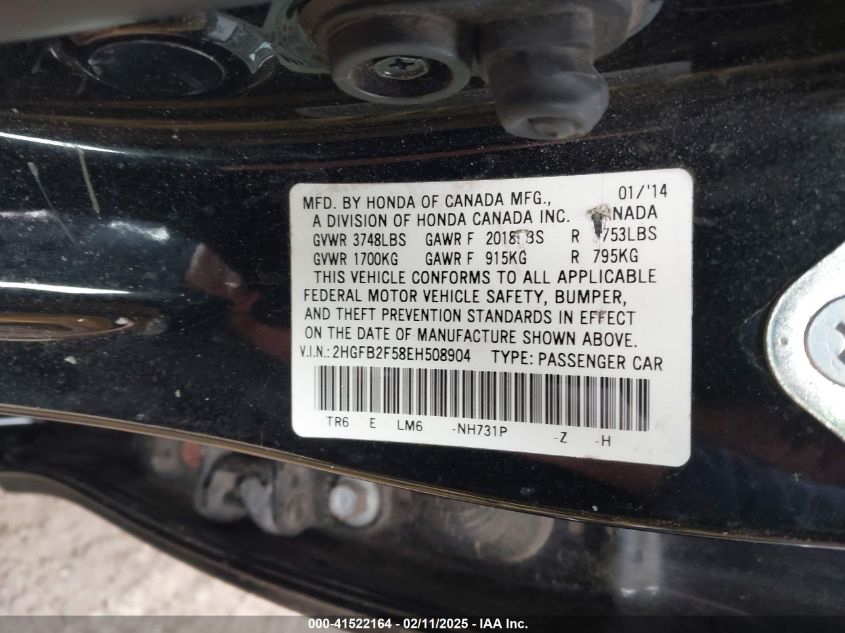 MFD. BY HONDA OF CANADA MFG., 01/'14
A DIVISION OF HONDA CANADA INC.
GVWR 3748LBS GAWR F R
GVWR 1700KG GAWR F 915KG R 795KG
THIS VEHICLE CONFORMS TO ALL APPLICABLE
FEDERAL MOTOR VEHICLE SAFETY, BUMPER,
AND THEFT PREVENTION STANDARDS IN EFFECT
ON THE DATE OF MANUFACTURE SHOWN ABOVE.
V.I.N.:2HGFB2F58EH508904 TYPE: PASSENGER CAR
TR6 E LM6 -NH731P -Z -H
000-41522164 - 02/11/2025 - IAA Inc.